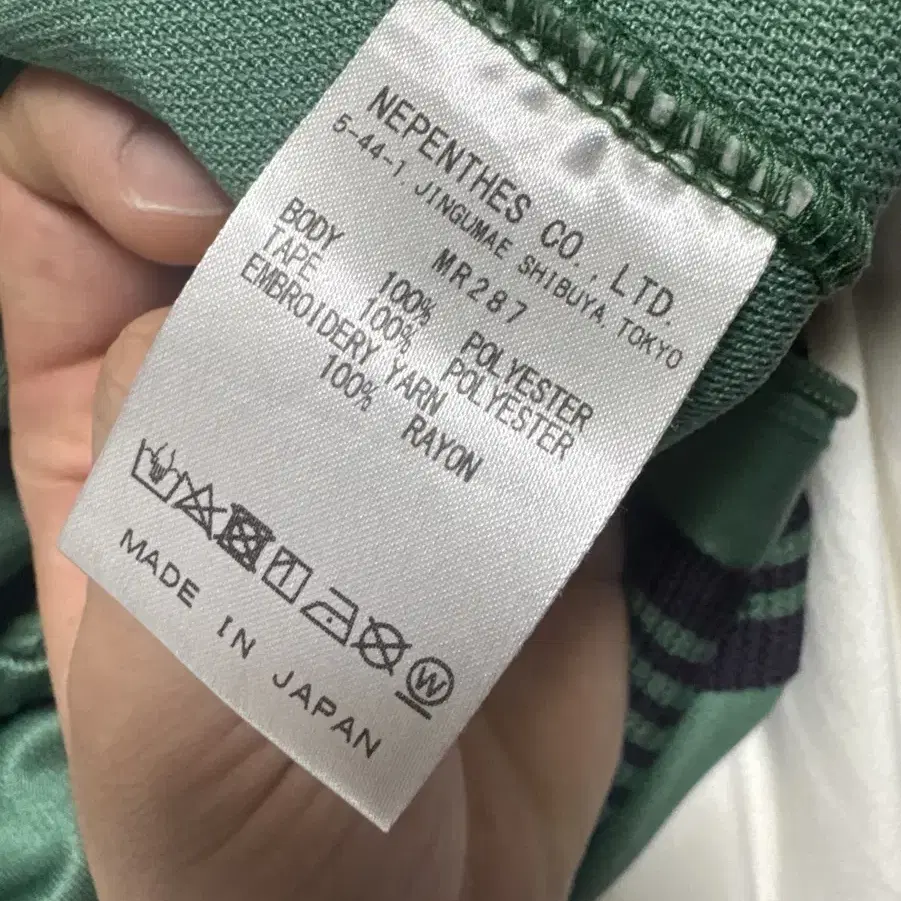 NEPENTHES CO., LTD.
5-44-1, JINGUMAE SHIBUYA, TOKYO
MR287
BODY
100% POLYESTER
TAPE
100% POLYESTER
EMBROIDERY YARN
100% RAYON
W
MADE IN JAPAN